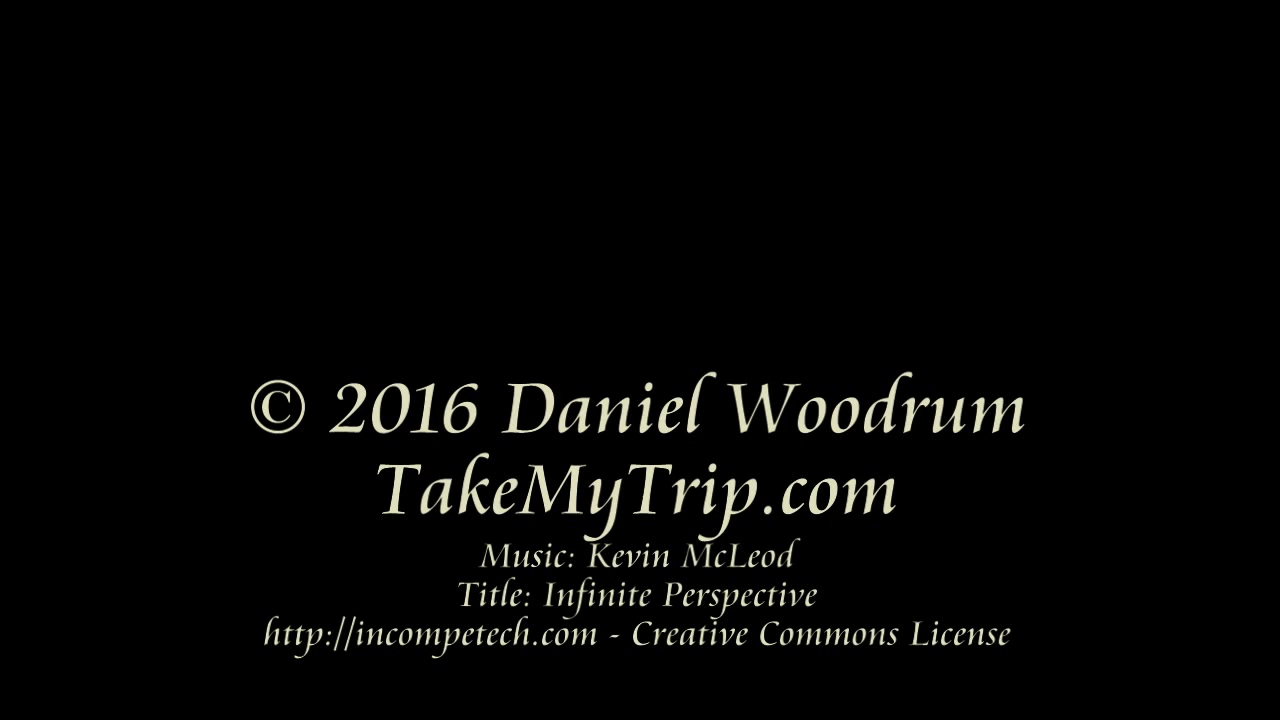 © 2016 Daniel Woodrum
TakeMyTrip.com
Music: Kevin McLeod
Title: Infinite Perspective
http://incompetech.com - Creative Commons License